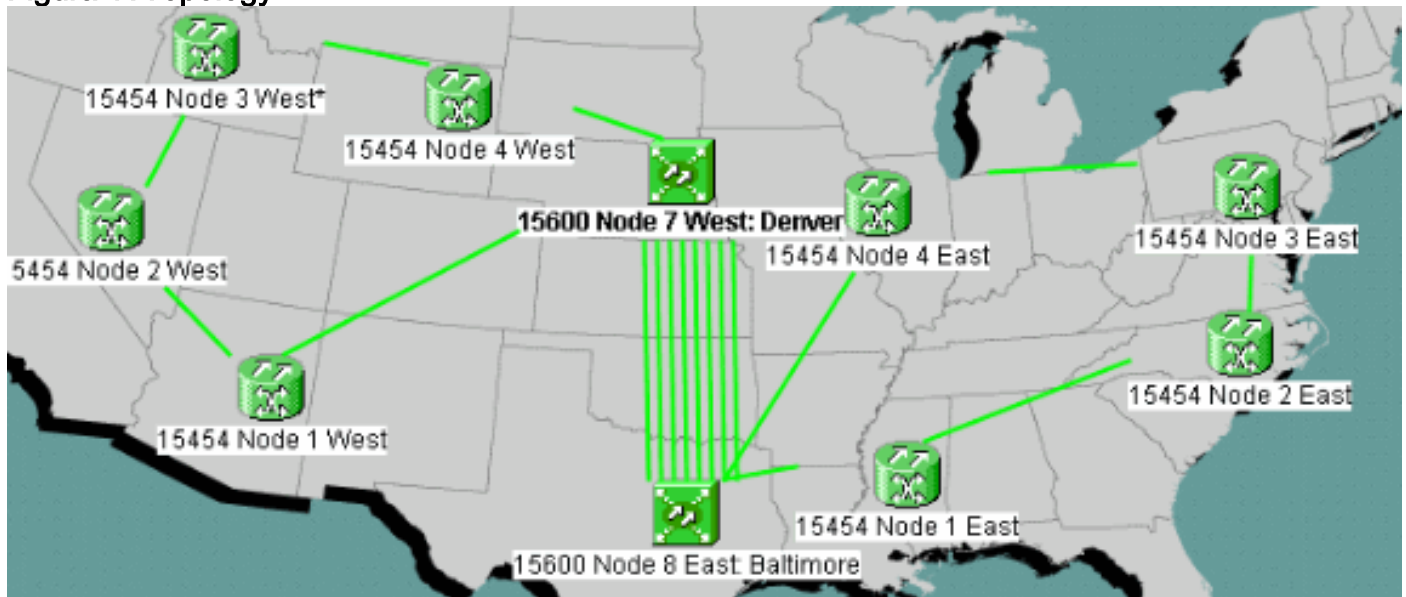 15454 Node 3 West*
15454 Node 4 West
15600 Node 7 West: Denver
15454 Node 4 East
15454 Node 3 East
5454 Node 2 West
15454 Node 2 East
15454 Node 1 West
15454 Node 1 East
15600 Node 8 East: Baltimore